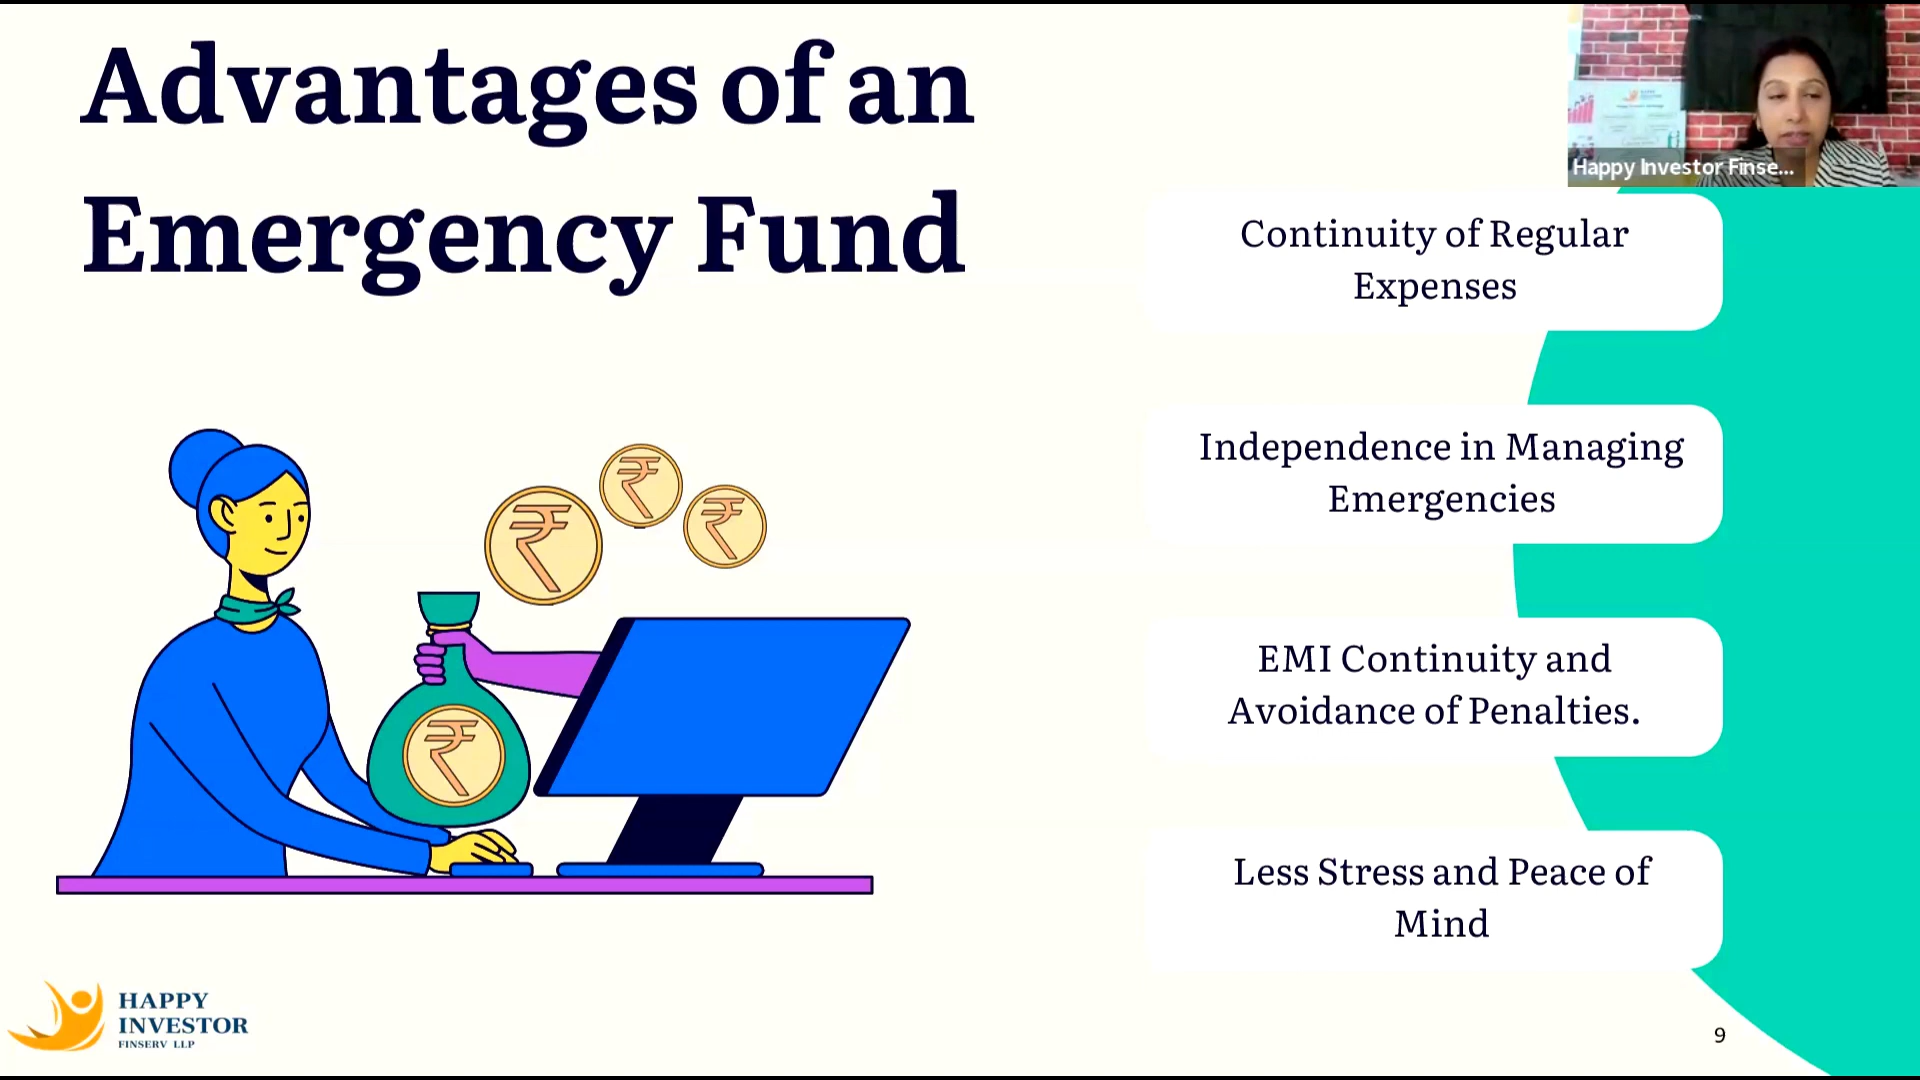 Advantages of an
Emergency Fund
Happy Investor Finse...
Continuity of Regular
Expenses
Independence in Managing
Emergencies
EMI Continuity and
Avoidance of Penalties.
Less Stress and Peace of
Mind
HAPPY
INVESTOR
FINSERV LLP
9